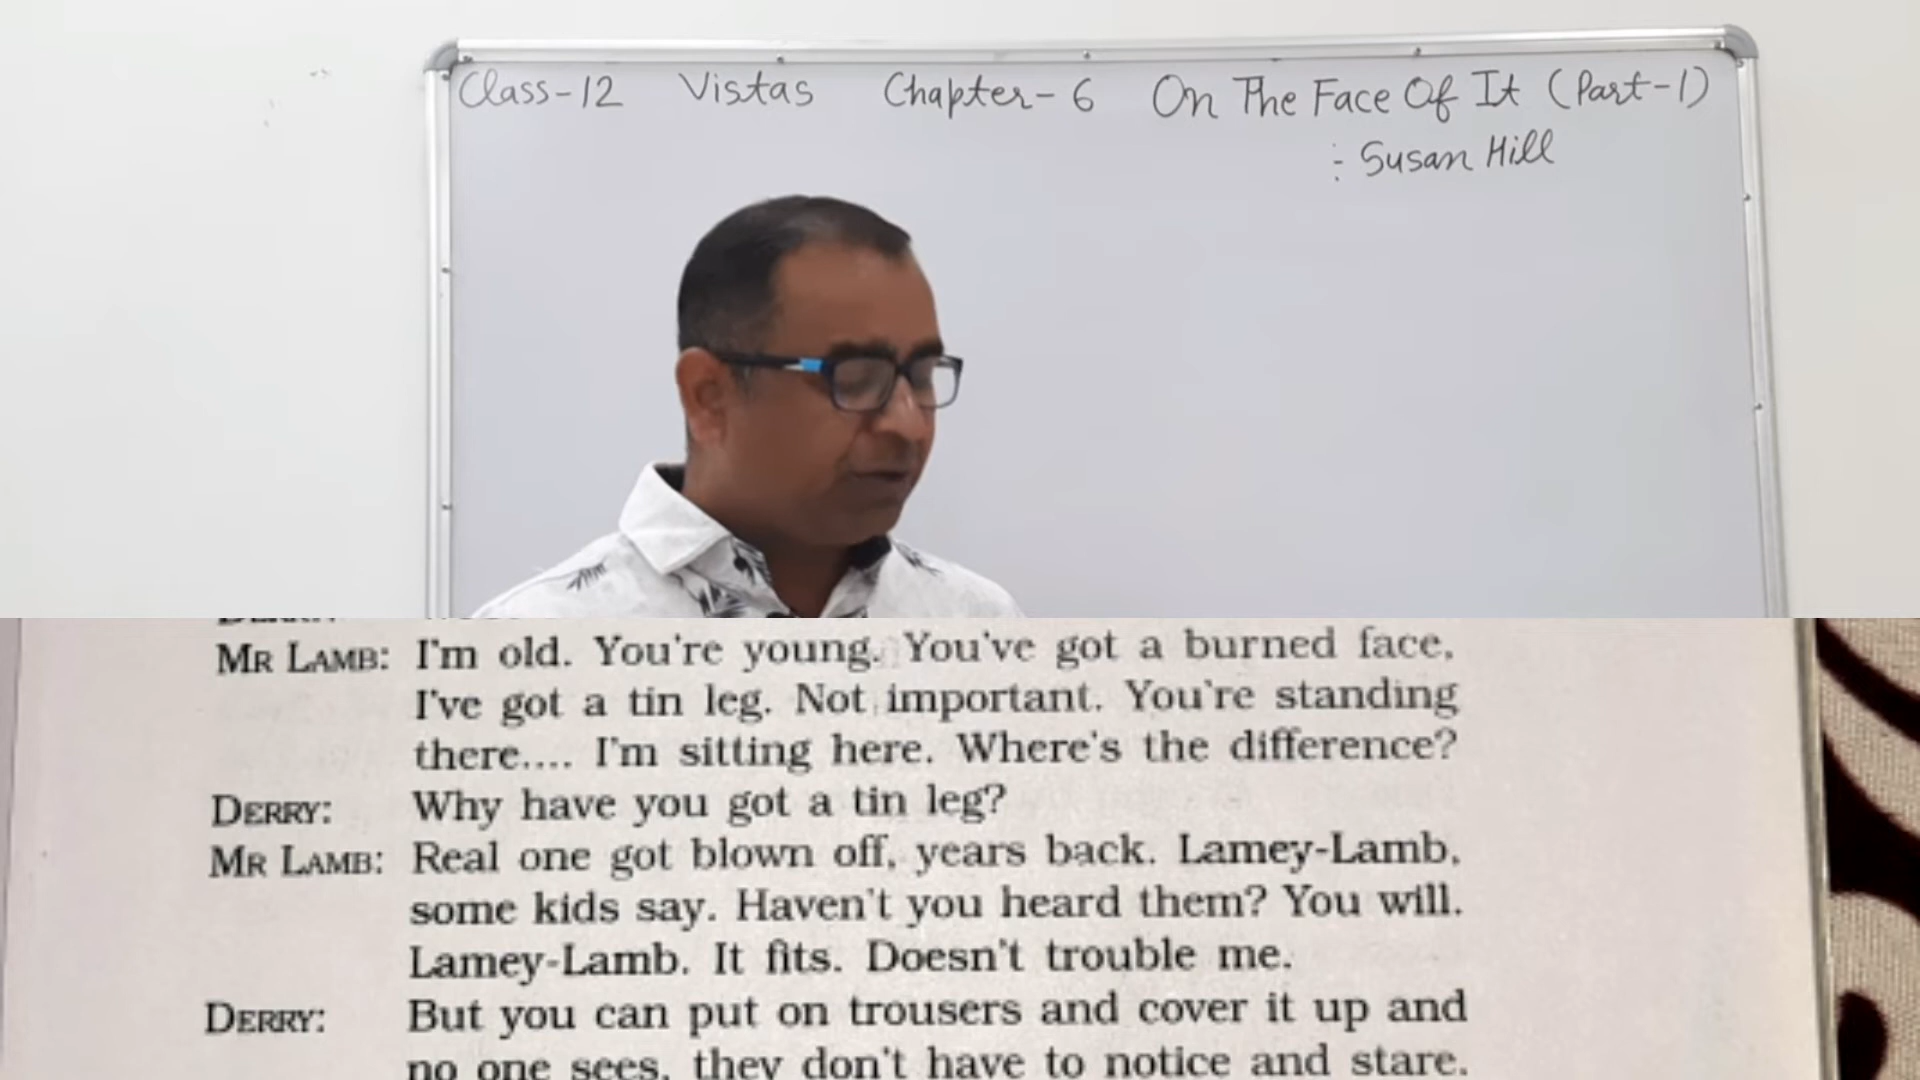 Class-12 Vistas Chapter-6 On The Face Of It (Part-1)
:- Susan Hill
MR LAMB: I'm old. You're young. You've got a burned face,
I've got a tin leg. Not important. You're standing
there.... I'm sitting here. Where's the difference?
DERRY: Why have you got a tin leg?
MR LAMB: Real one got blown off, years back. Lamey-Lamb,
some kids say. Haven't you heard them? You will.
Lamey-Lamb. It fits. Doesn't trouble me.
DERRY: But you can put on trousers and cover it up and
no one sees, they don't have to notice and stare.